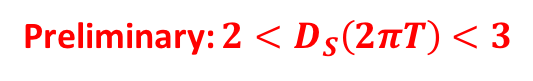 Preliminary: 2 < D_S(2πT) < 3